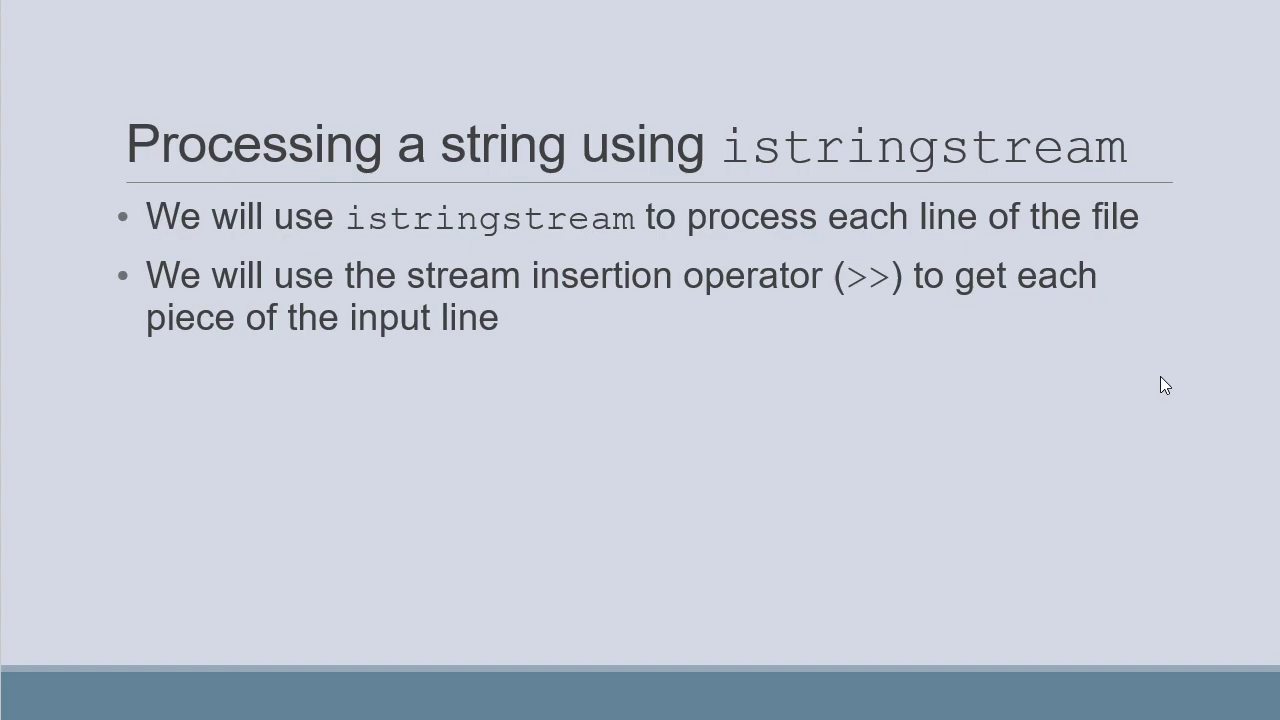 Processing a string using istringstream
• We will use istringstream to process each line of the file
• We will use the stream insertion operator (>>) to get each
piece of the input line